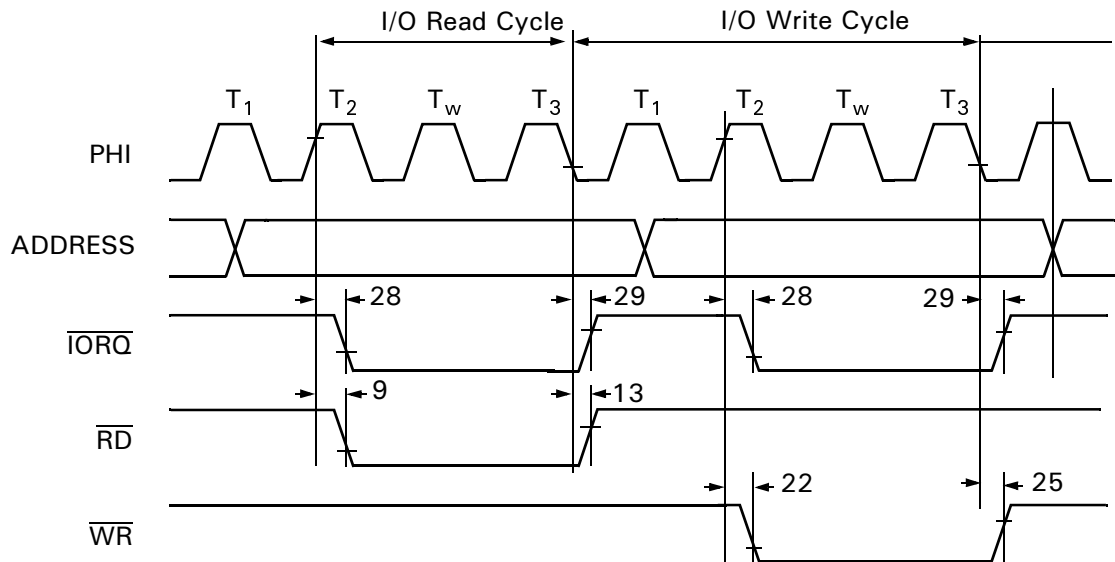 I/O Read Cycle I/O Write Cycle
T1 T2 Tw T3 T1 T2 Tw T3
PHI
ADDRESS
28 29 28 29
IORQ
9 13
RD
22 25
WR